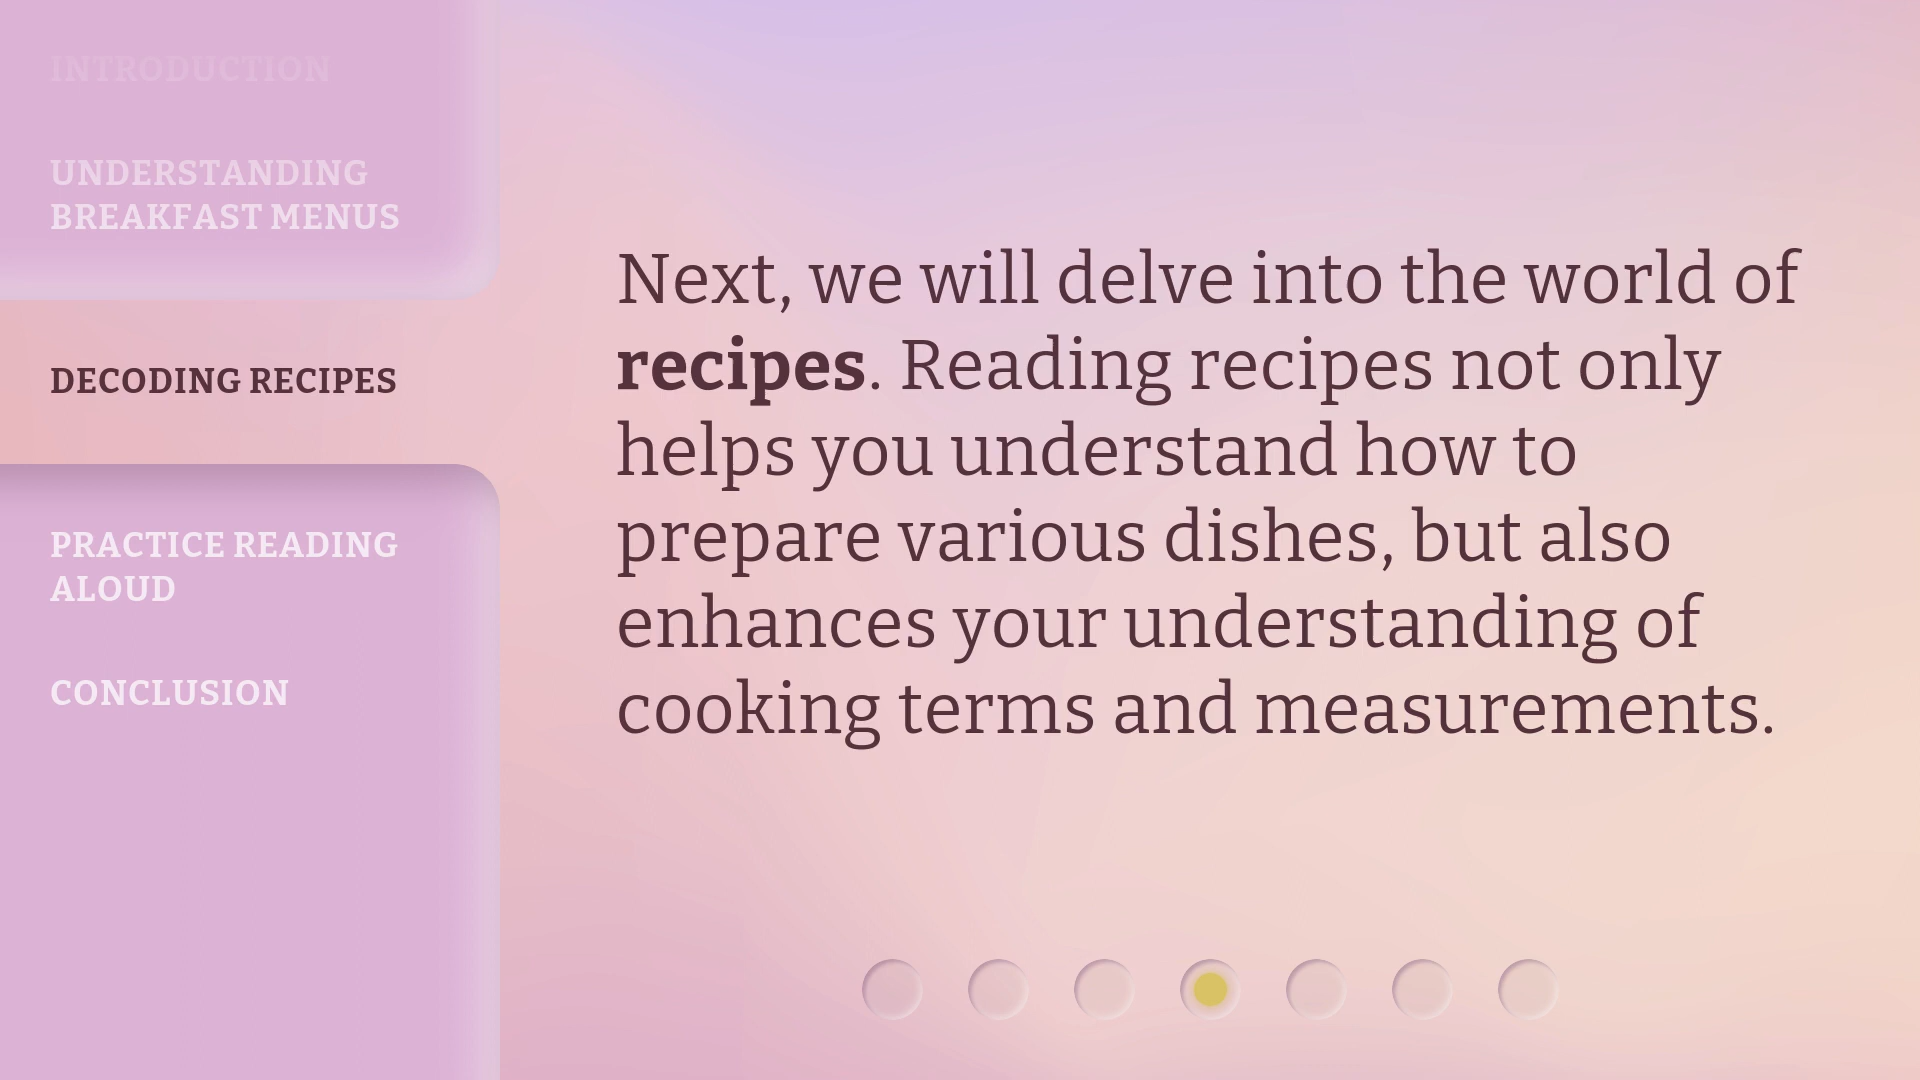 INTRODUCTION
UNDERSTANDING
BREAKFAST MENUS
DECODING RECIPES
PRACTICE READING
ALOUD
CONCLUSION
Next, we will delve into the world of
recipes. Reading recipes not only
helps you understand how to
prepare various dishes, but also
enhances your understanding of
cooking terms and measurements.